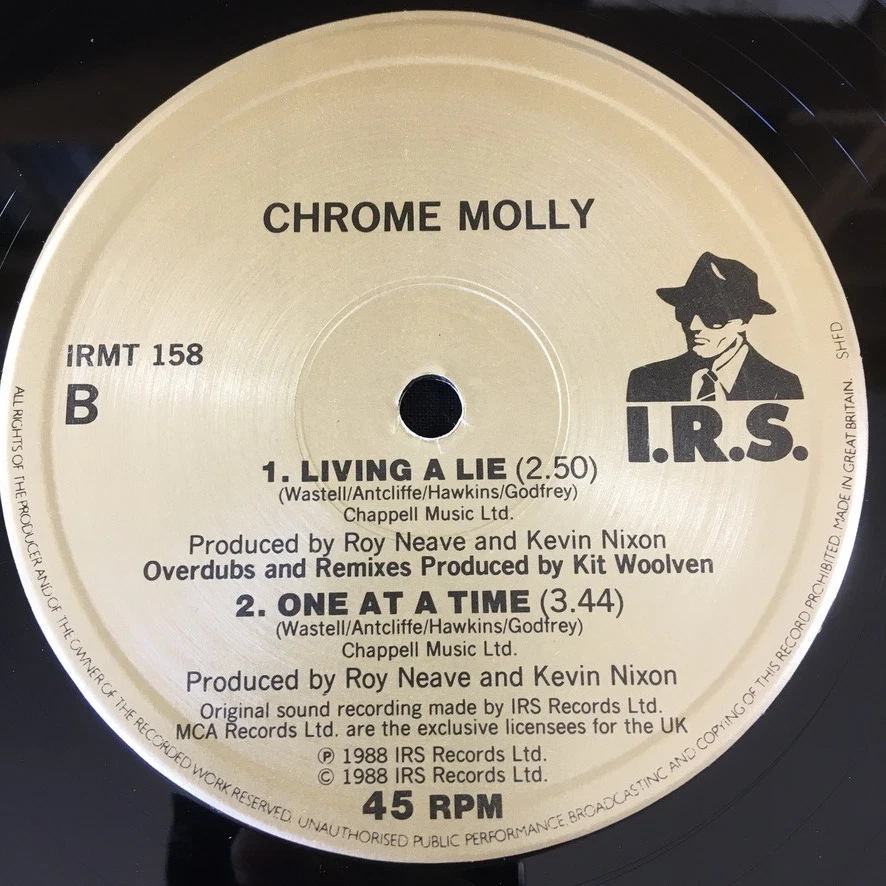 CHROME MOLLY
IRMT 158
B
I.R.S.
1. LIVING A LIE (2.50)
(Wastell/Antcliffe/Hawkins/Godfrey)
Chappell Music Ltd.
Produced by Roy Neave and Kevin Nixon
Overdubs and Remixes Produced by Kit Woolven
2. ONE AT A TIME (3.44)
(Wastell/Antcliffe/Hawkins/Godfrey)
Chappell Music Ltd.
Produced by Roy Neave and Kevin Nixon
Original sound recording made by IRS Records Ltd.
MCA Records Ltd. are the exclusive licensees for the UK
℗ 1988 IRS Records Ltd.
© 1988 IRS Records Ltd.
45 RPM
ALL RIGHTS OF THE PRODUCER AND OF THE OWNER OF THE RECORDED WORK RESERVED. UNAUTHORISED PUBLIC PERFORMANCE, BROADCASTING AND COPYING OF THIS RECORD PROHIBITED. MADE IN GREAT BRITAIN. SHFD